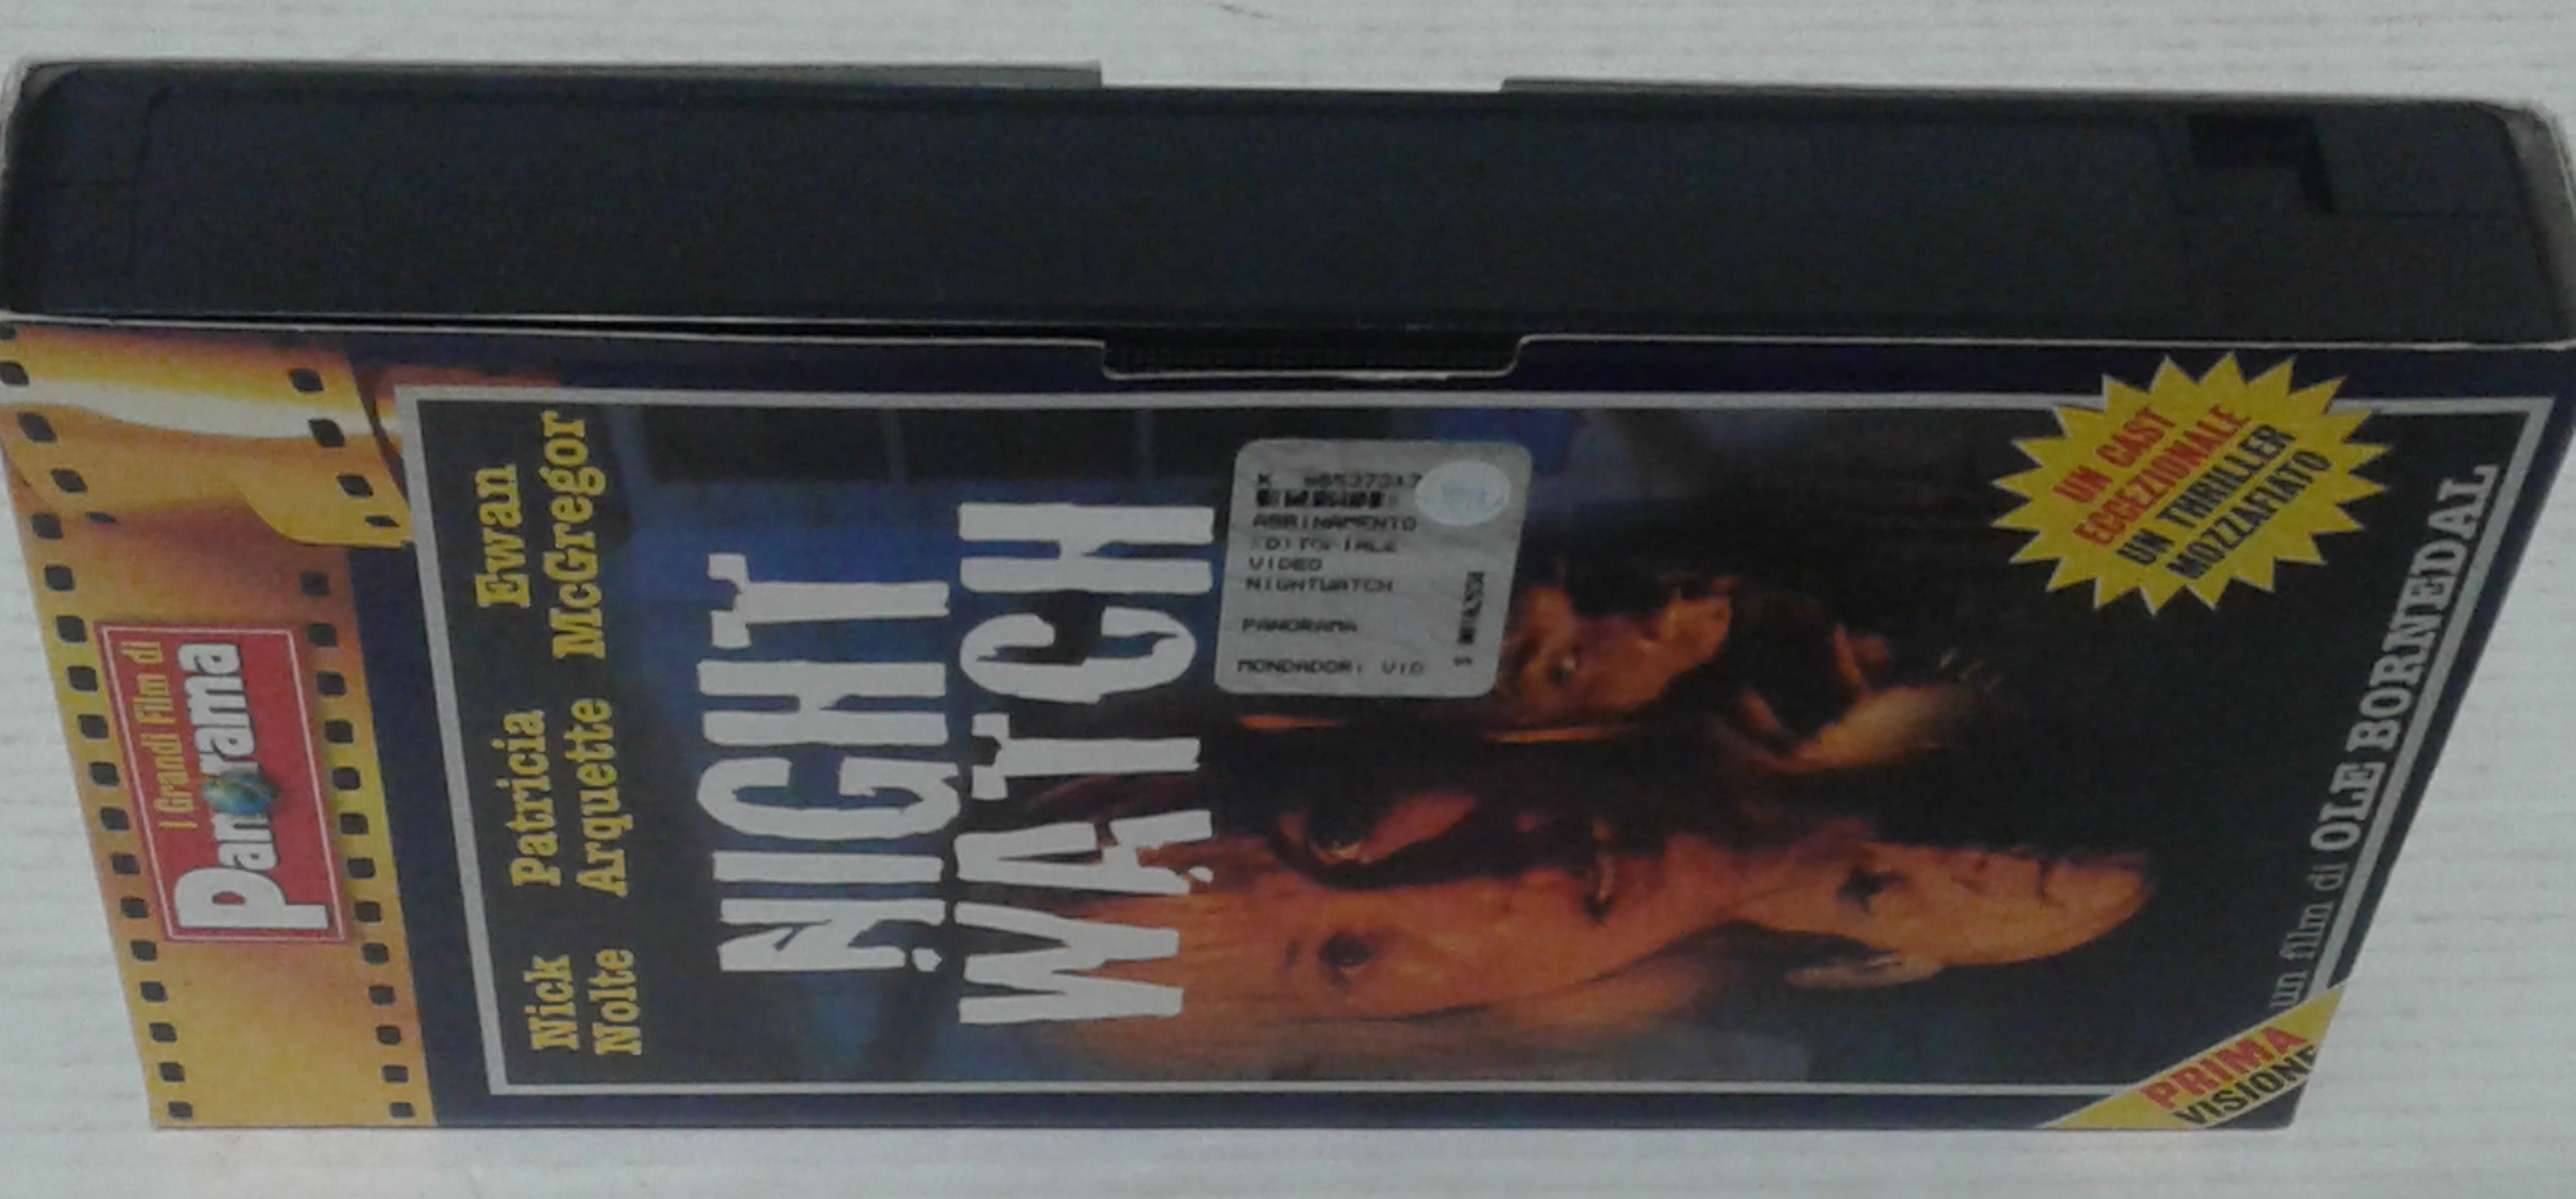 I Grandi Film di
Panorama
Nick
Nolte
Patricia
Arquette
Ewan
McGregor
NIGHT
WATCH
ABBINAMENTO
VIDEO
NIGHTWATCH
PANORAMA
UN CAST
ECCEZIONALE
UN THRILLER
MOZZAFIATO
un film di OLE BORNEDAL
PRIMA
VISIONE